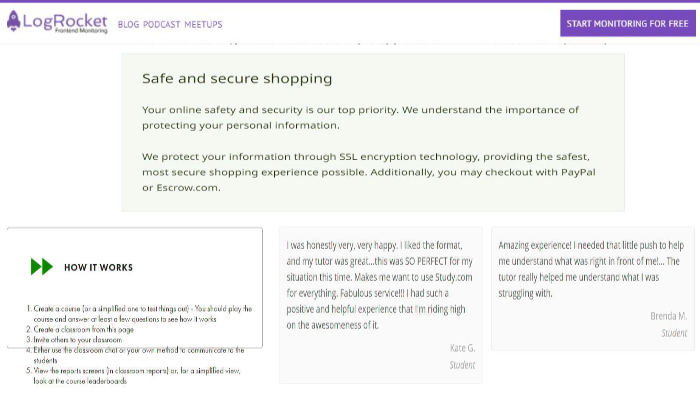 LogRocket
Frontend Monitoring
BLOG PODCAST MEETUPS
START MONITORING FOR FREE
Safe and secure shopping
Your online safety and security is our top priority. We understand the importance of
protecting your personal information.
We protect your information through SSL encryption technology, providing the safest,
most secure shopping experience possible. Additionally, you may checkout with PayPal
or Escrow.com.
HOW IT WORKS
1. Create a course (or a simplified one to test things out) - You should play the
course and answer at least a few questions to see how it works
2. Create a classroom from this page
3. Invite others to your classroom
4. Either use the classroom chat or your own method to communicate to the
students
5. View the reports screens (in classroom reports) or, for a simplified view,
look at the course leaderboards
I was honestly very, very happy. I liked the format,
and my tutor was great...this was SO PERFECT for my
situation this time. Makes me want to use Study.com
for everything. Fabulous service!!! I had such a
positive and helpful experience that I'm riding high
on the awesomeness of it.
Kate G.
Student
Amazing experience! I needed that little push to help
me understand what was right in front of me!... The
tutor really helped me understand what I was
struggling with.
Brenda M.
Student